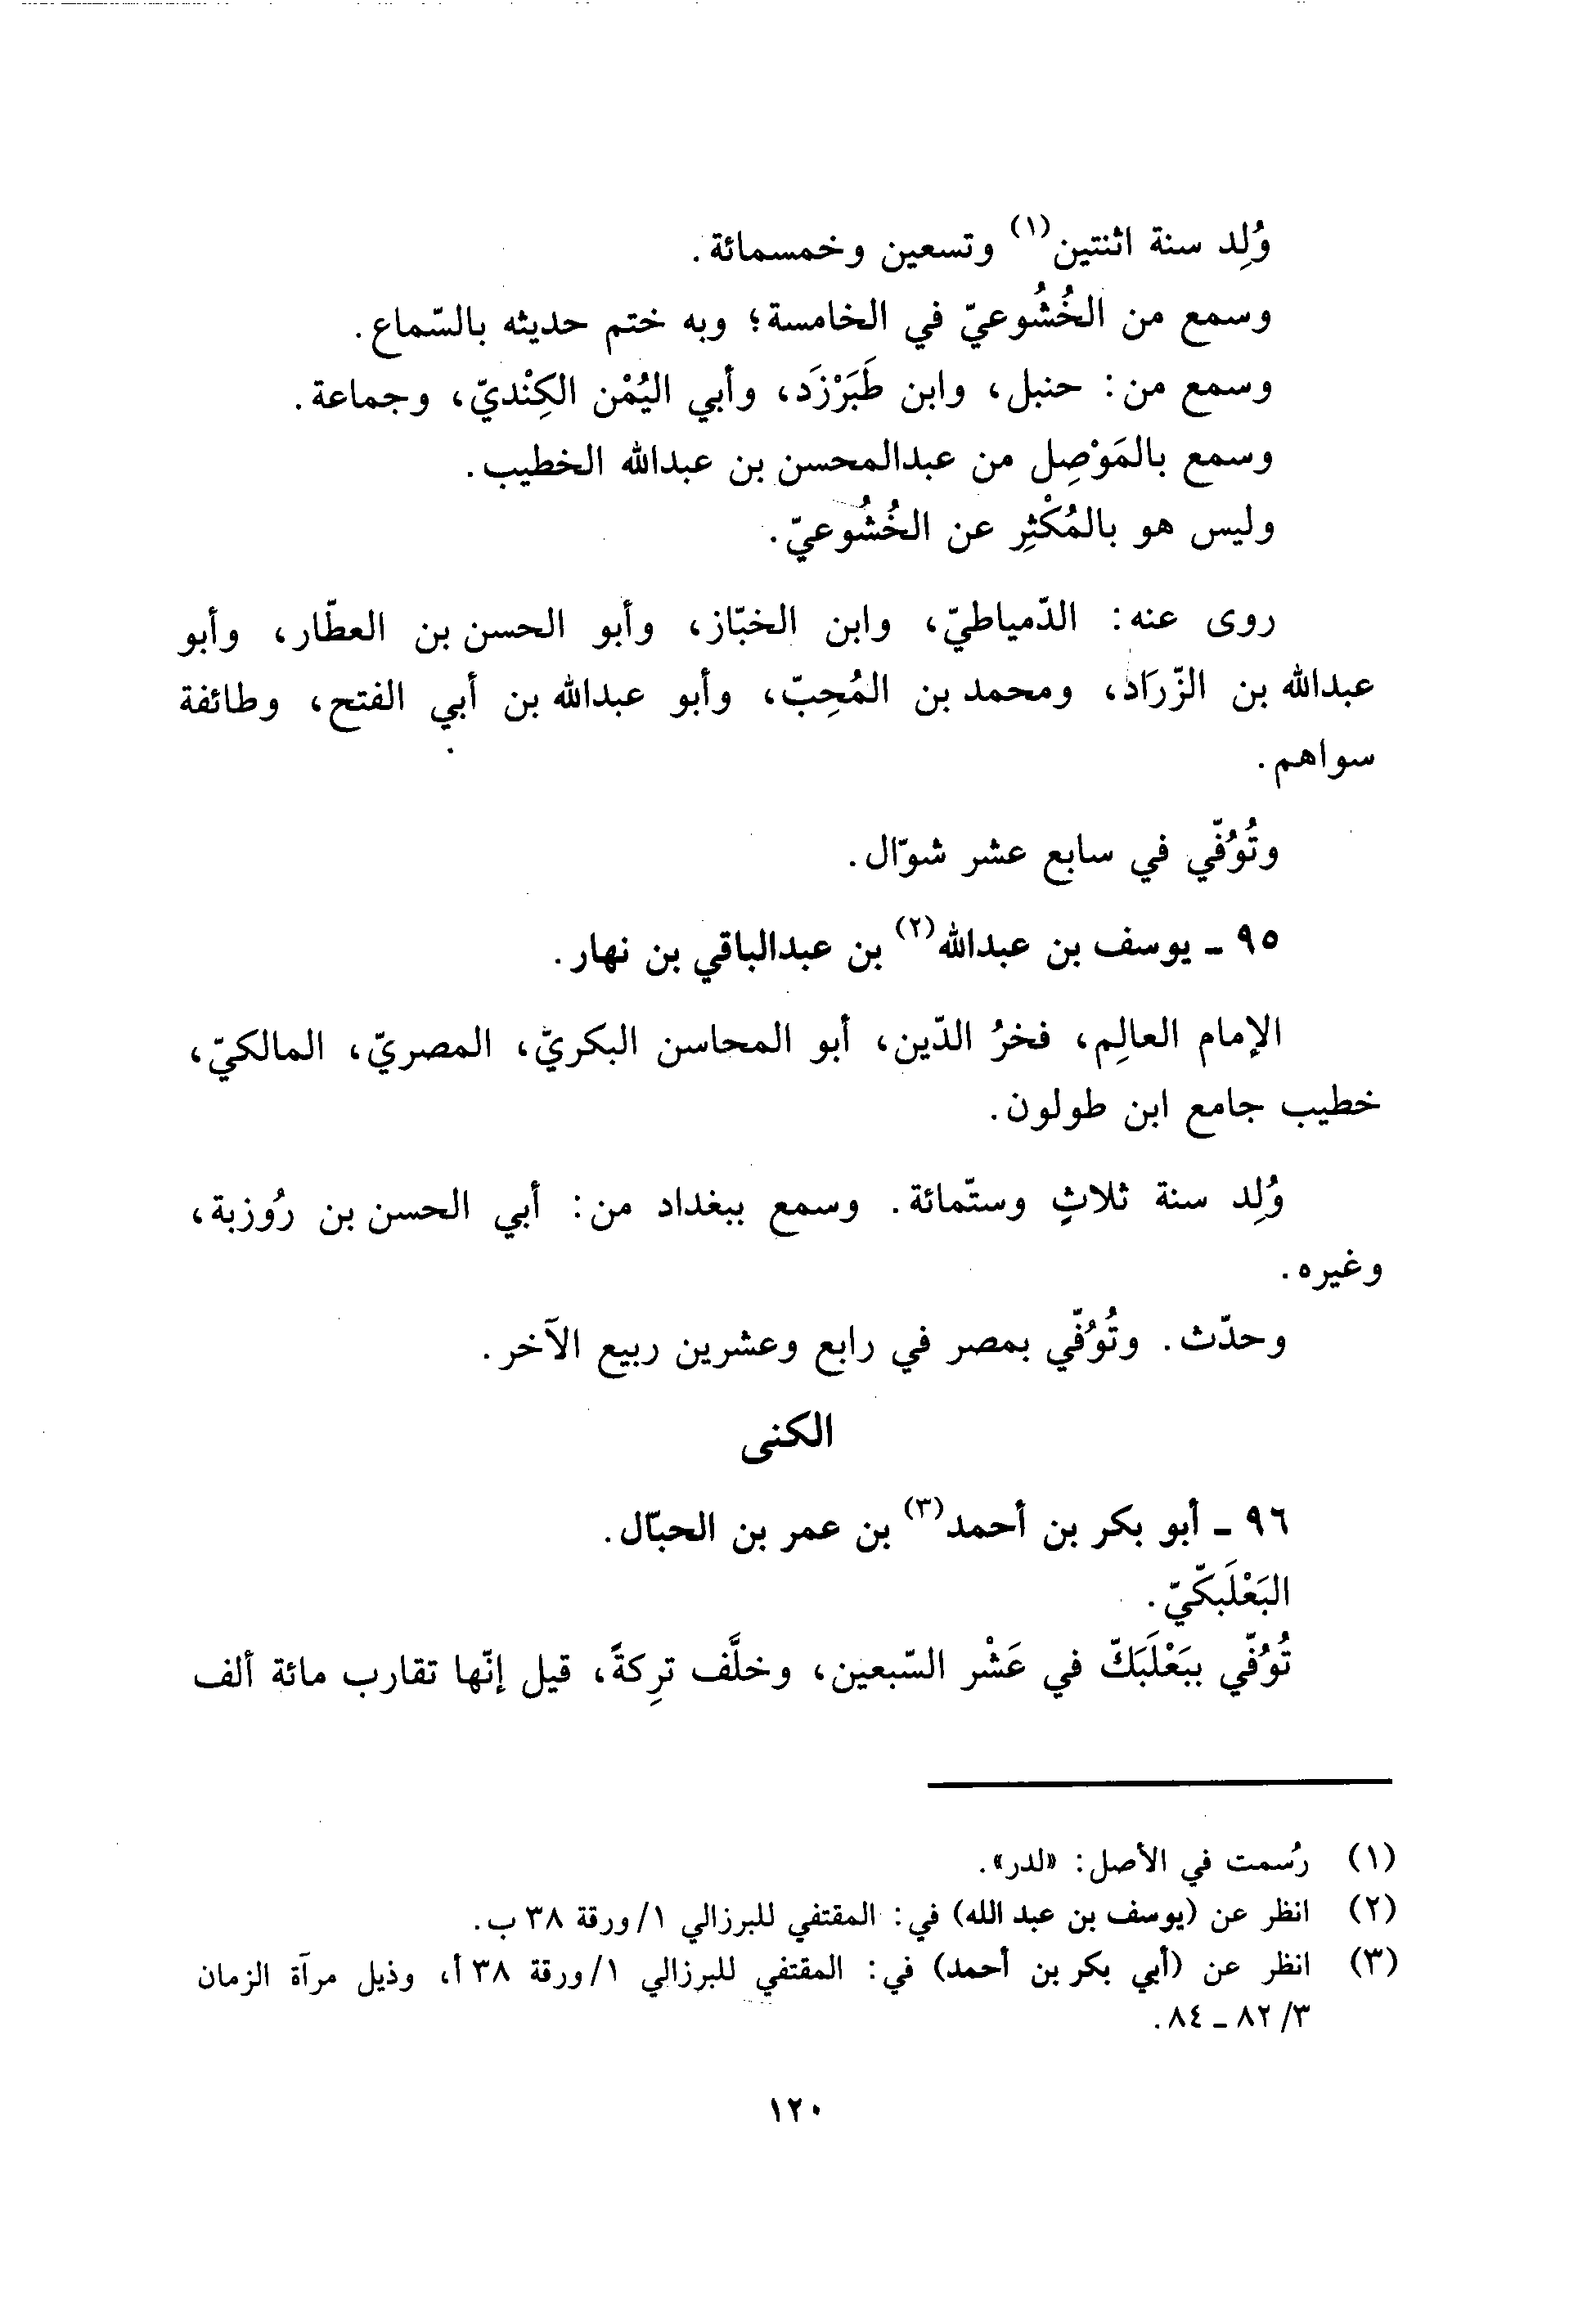 وُلِد سنة اثنتين(١) وتسعين وخمسمائة.
وسمع من الخُشُوعيّ في الخامسة؛ وبه ختم حديثه بالسّماع.
وسمع من: حنبل، وابن طَبَرْزَد، وأبي اليُمْن الكِنْديّ، وجماعة.
وسمع بالمَوْصِل من عبدالمحسن بن عبدالله الخطيب.
وليس هو بالمُكْثِر عن الخُشُوعيّ.
روى عنه: الدّمياطيّ، وابن الخبّاز، وأبو الحسن بن العطّار، وأبو
عبدالله بن الزّرَاد، ومحمد بن المُحِبّ، وأبو عبدالله بن أبي الفتح، وطائفة
سواهم.
وتُوُفّي في سابع عشر شوّال.
٩٥ ـ يوسف بن عبدالله(٢) بن عبدالباقي بن نهار.
الإمام العالِم، فخرُ الدّين، أبو المحاسن البكريّ، المصريّ، المالكيّ،
خطيب جامع ابن طولون.
وُلِد سنة ثلاثٍ وستّمائة. وسمع ببغداد من: أبي الحسن بن رُوزبة،
وغيره.
وحدّث. وتُوُفّي بمصر في رابع وعشرين ربيع الآخر.
الكنى
٩٦ ـ أبو بكر بن أحمد(٣) بن عمر بن الحبّال.
البَعْلَبكّيّ.
تُوُفّي ببَعْلَبَكّ في عَشْر السّبعين، وخلَّف ترِكةً، قيل إنّها تقارب مائة ألف
(١) رُسمت في الأصل: «لدر».
(٢) انظر عن (يوسف بن عبد الله) في: المقتفي للبرزالي ١/ورقة ٣٨ ب.
(٣) انظر عن (أبي بكر بن أحمد) في: المقتفي للبرزالي ١/ورقة ٣٨ أ، وذيل مرآة الزمان
٣/ ٨٢ ـ ٨٤.
١٢٠